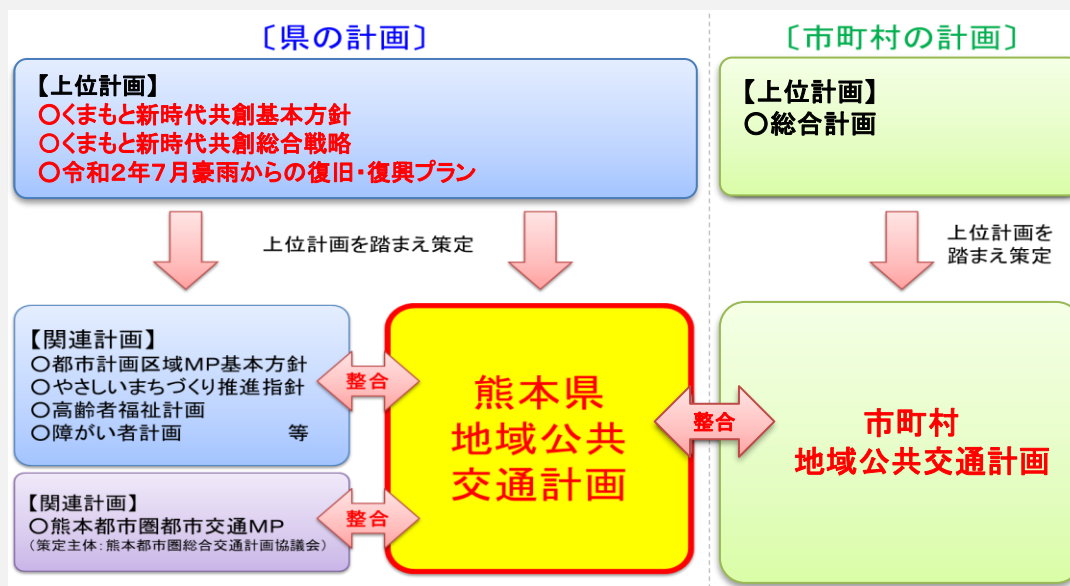 〔県の計画〕
【上位計画】
〇くまもと新時代共創基本方針
〇くまもと新時代共創総合戦略
〇令和2年7月豪雨からの復旧・復興プラン
上位計画を踏まえ策定
【関連計画】
〇都市計画区域MP基本方針
〇やさしいまちづくり推進指針
〇高齢者福祉計画
〇障がい者計画 等
整合
【関連計画】
〇熊本都市圏都市交通MP
(策定主体:熊本都市圏総合交通計画協議会)
整合
熊本県
地域公共
交通計画
整合
〔市町村の計画〕
【上位計画】
〇総合計画
上位計画を
踏まえ策定
市町村
地域公共交通計画